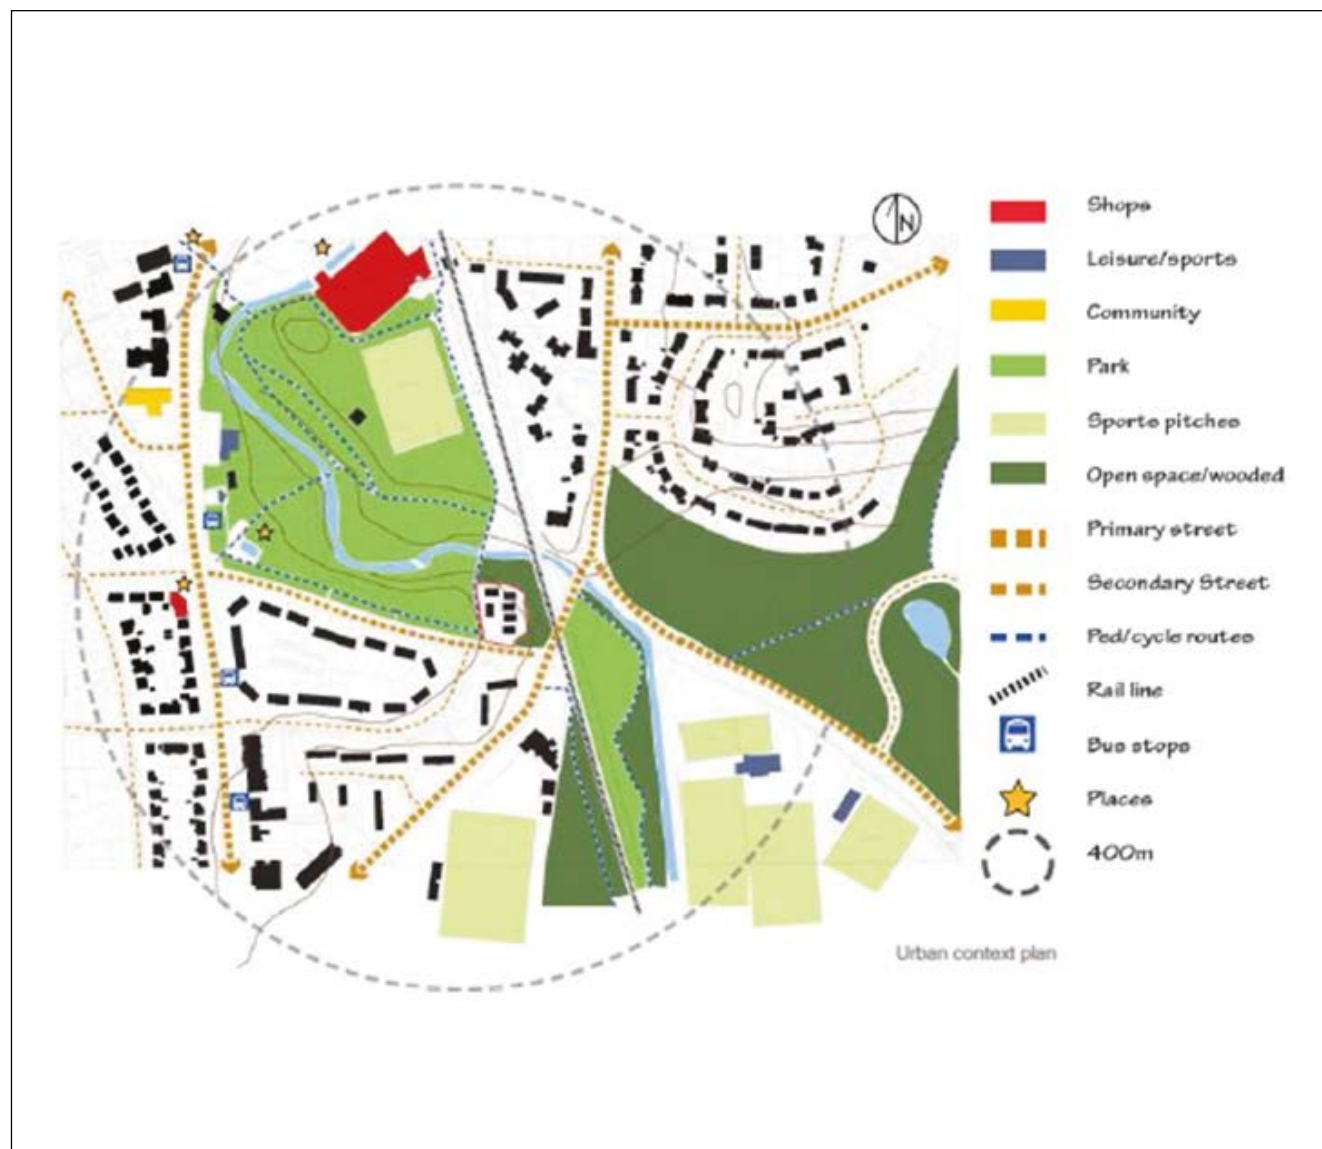 N
Shops
Leisure/sports
Community
Park
Sports pitches
Open space/wooded
Primary street
Secondary Street
Ped/cycle routes
Rail line
Bus stops
Places
400m
Urban context plan